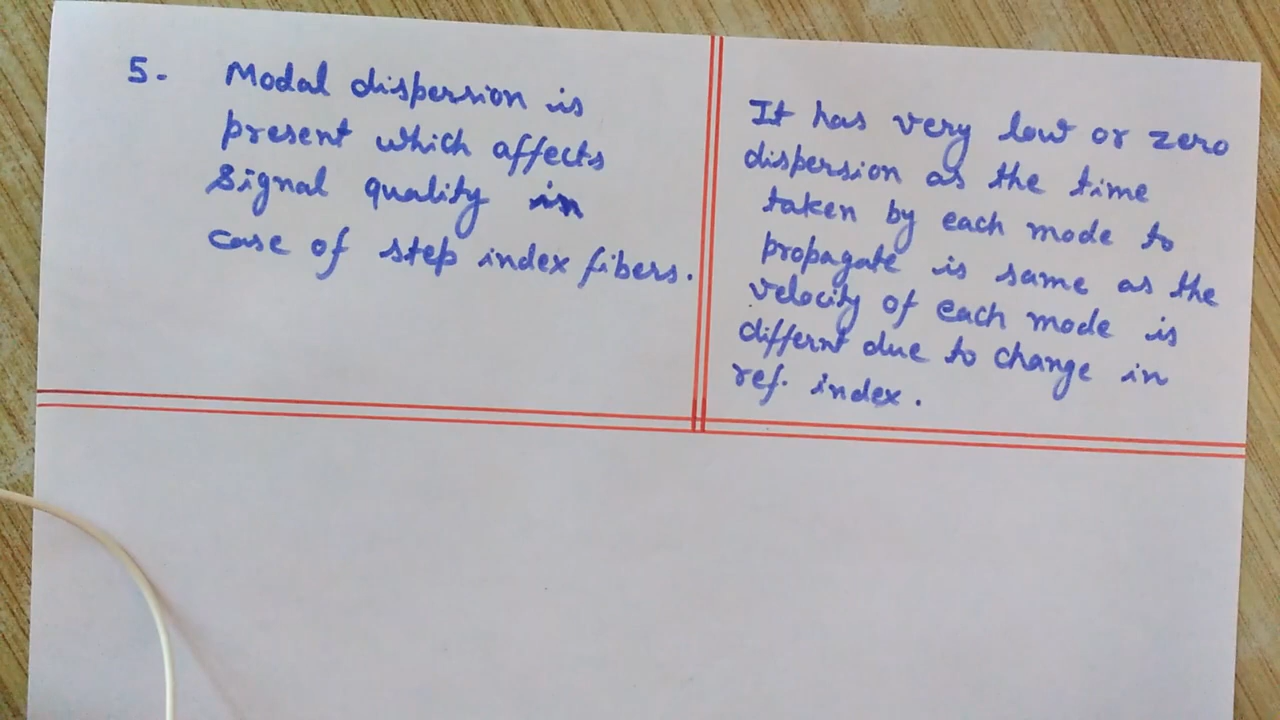 5. Modal dispersion is
present which affects
Signal quality in
case of step index fibers.
It has very low or zero
dispersion as the time
taken by each mode to
propagate is same as the
velocity of each mode is
differnt due to change in
ref. index.